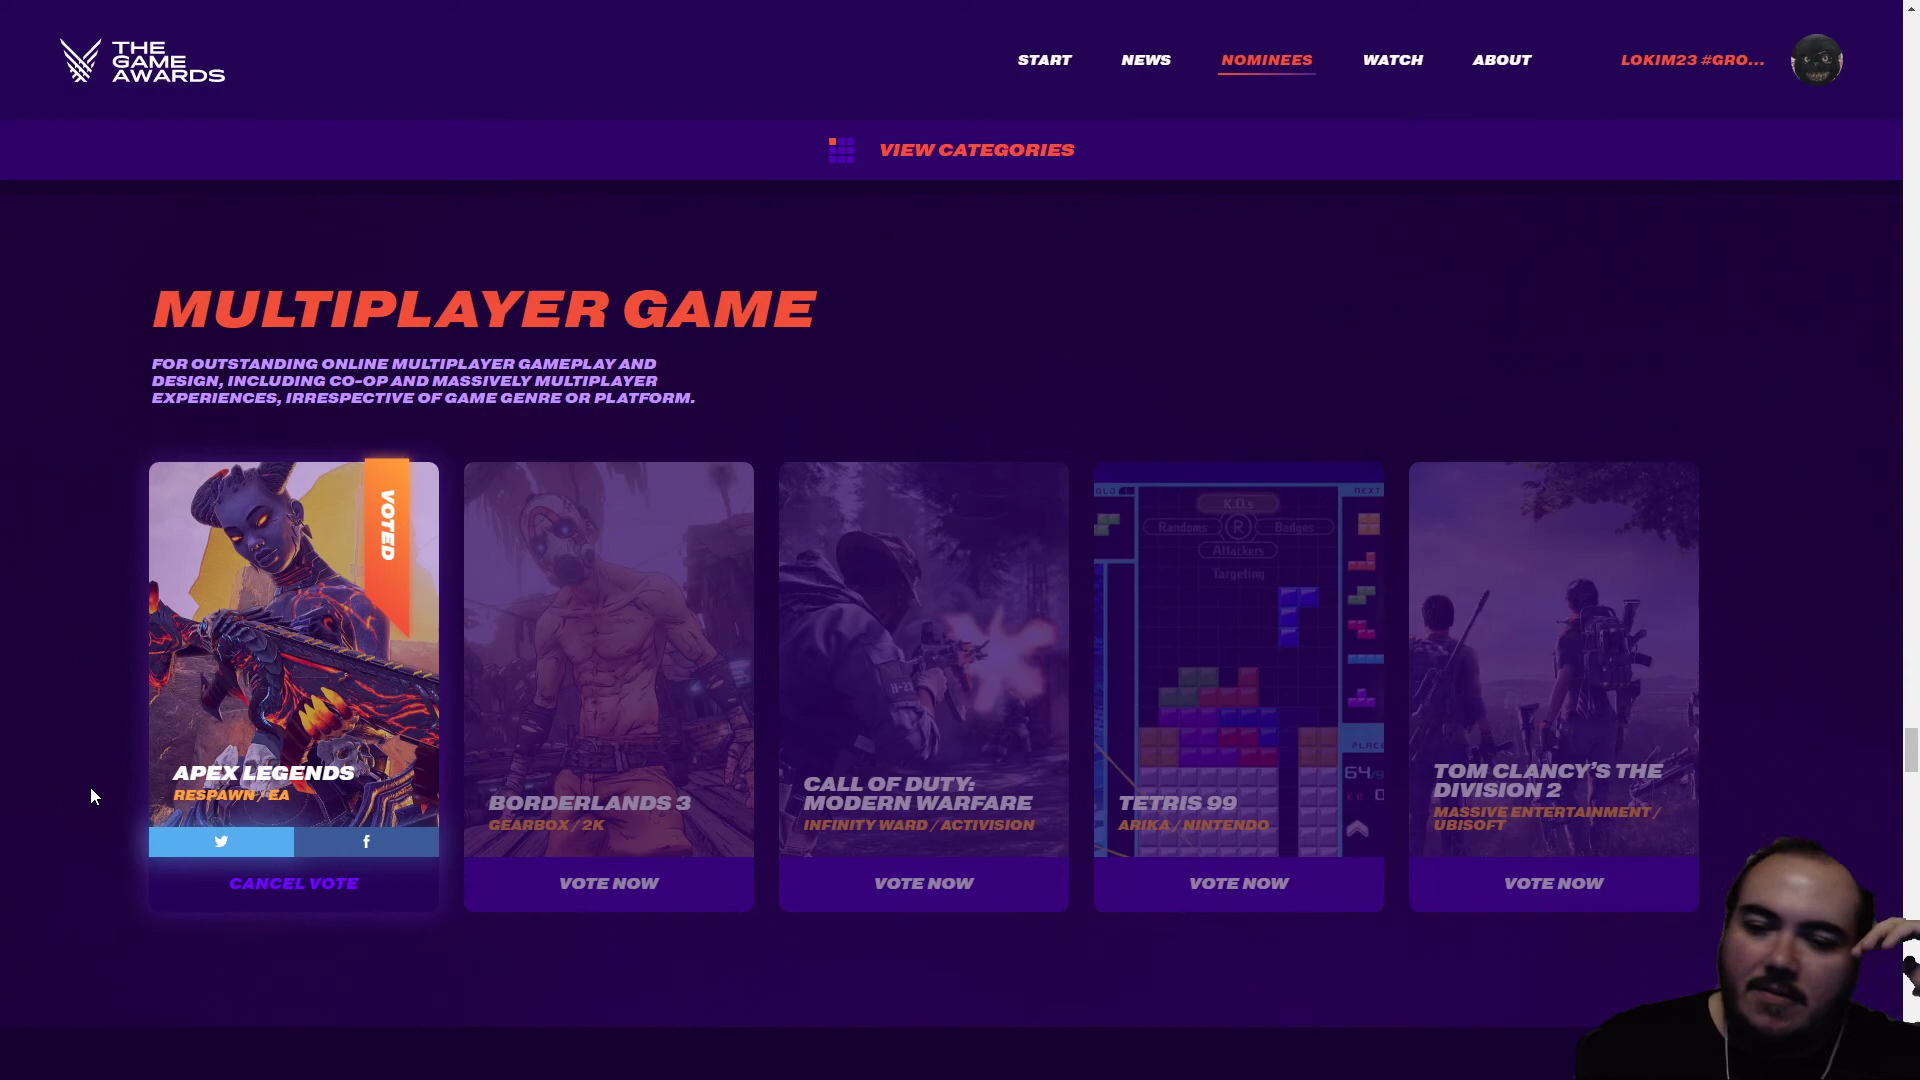 THE
GAME
AWARDS
START
NEWS
NOMINEES
WATCH
ABOUT
LOKIM23 #GRO...
VIEW CATEGORIES
MULTIPLAYER GAME
FOR OUTSTANDING ONLINE MULTIPLAYER GAMEPLAY AND
DESIGN, INCLUDING CO-OP AND MASSIVELY MULTIPLAYER
EXPERIENCES, IRRESPECTIVE OF GAME GENRE OR PLATFORM.
VOTED
APEX LEGENDS
RESPAWN / EA
CANCEL VOTE
BORDERLANDS 3
GEARBOX / 2K
VOTE NOW
H-21
CALL OF DUTY:
MODERN WARFARE
INFINITY WARD / ACTIVISION
VOTE NOW
NEXT
K.O.s
Randoms
R
Badges
Attackers
Targeting
64/9
TETRIS 99
ARIKA / NINTENDO
VOTE NOW
TOM CLANCY'S THE
DIVISION 2
MASSIVE ENTERTAINMENT /
UBISOFT
VOTE NOW